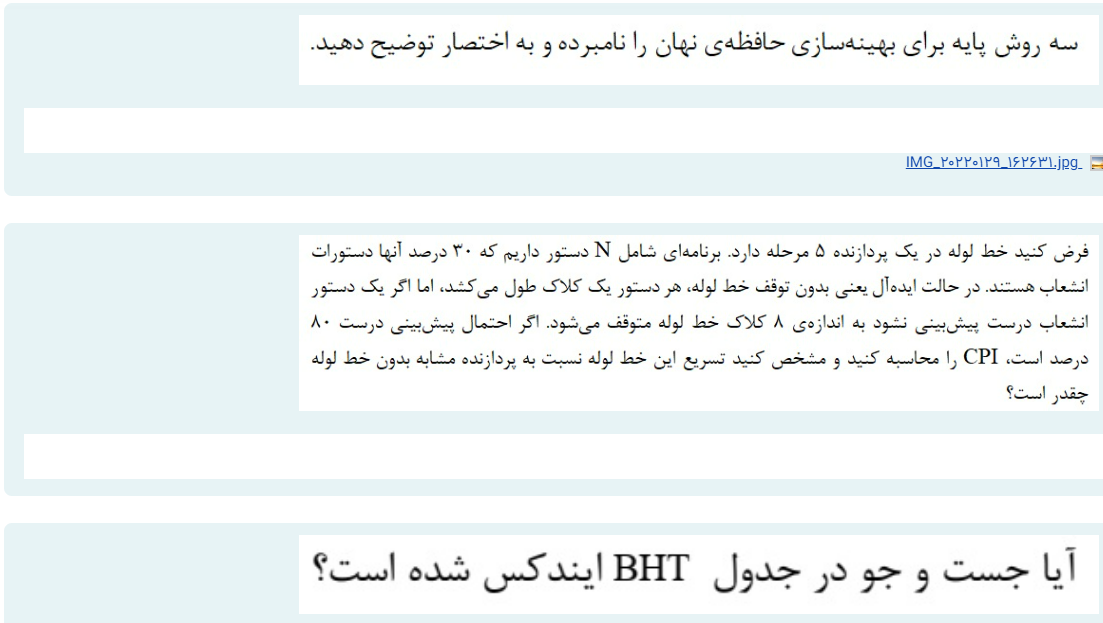 سه روش پایه برای بهینه‌سازی حافظه‌ی نهان را نامبرده و به اختصار توضیح دهید.
IMG_۲۰۲۲۰۱۲۹_۱۶۲۶۳۱.jpg
فرض کنید خط لوله در یک پردازنده ۵ مرحله دارد. برنامه‌ای شامل N دستور داریم که ۳۰ درصد آنها دستورات
انشعاب هستند. در حالت ایده‌آل یعنی بدون توقف خط لوله، هر دستور یک کلاک طول می‌کشد، اما اگر یک دستور
انشعاب درست پیش‌بینی نشود به اندازه‌ی ۸ کلاک خط لوله متوقف می‌شود. اگر احتمال پیش‌بینی درست ۸۰
درصد است، CPI را محاسبه کنید و مشخص کنید تسریع این خط لوله نسبت به پردازنده مشابه بدون خط لوله
چقدر است؟
آیا جست و جو در جدول BHT ایندکس شده است؟